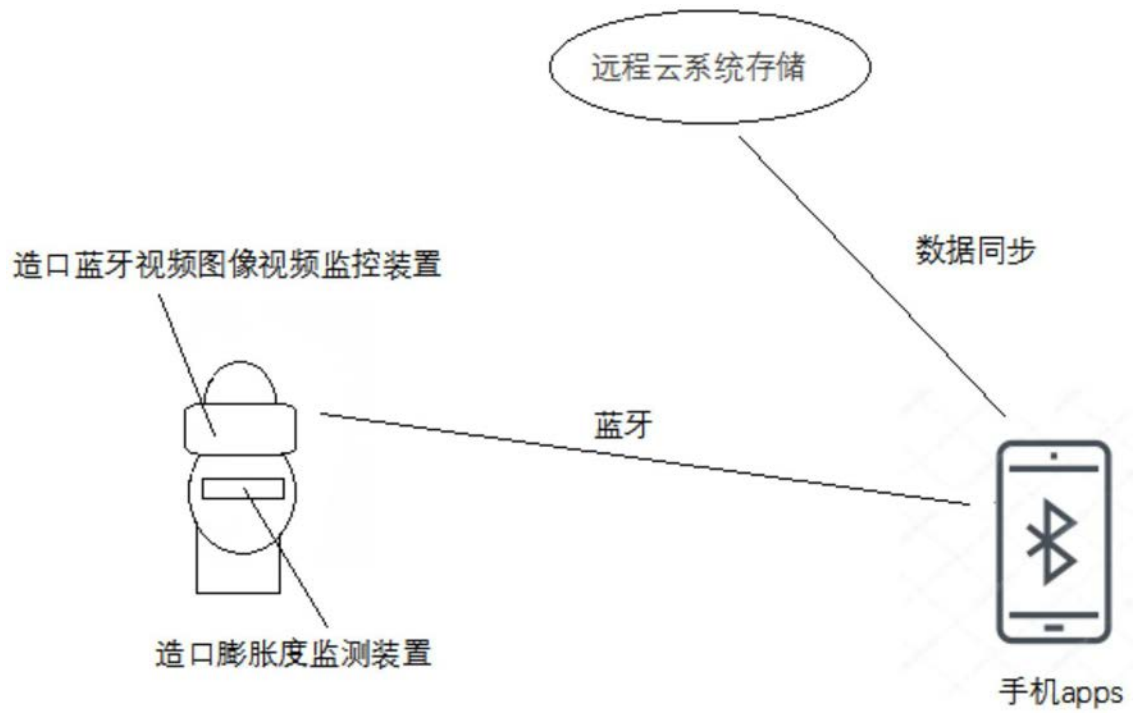 远程云系统存储
数据同步
造口蓝牙视频图像视频监控装置
蓝牙
造口膨胀度监测装置
手机apps